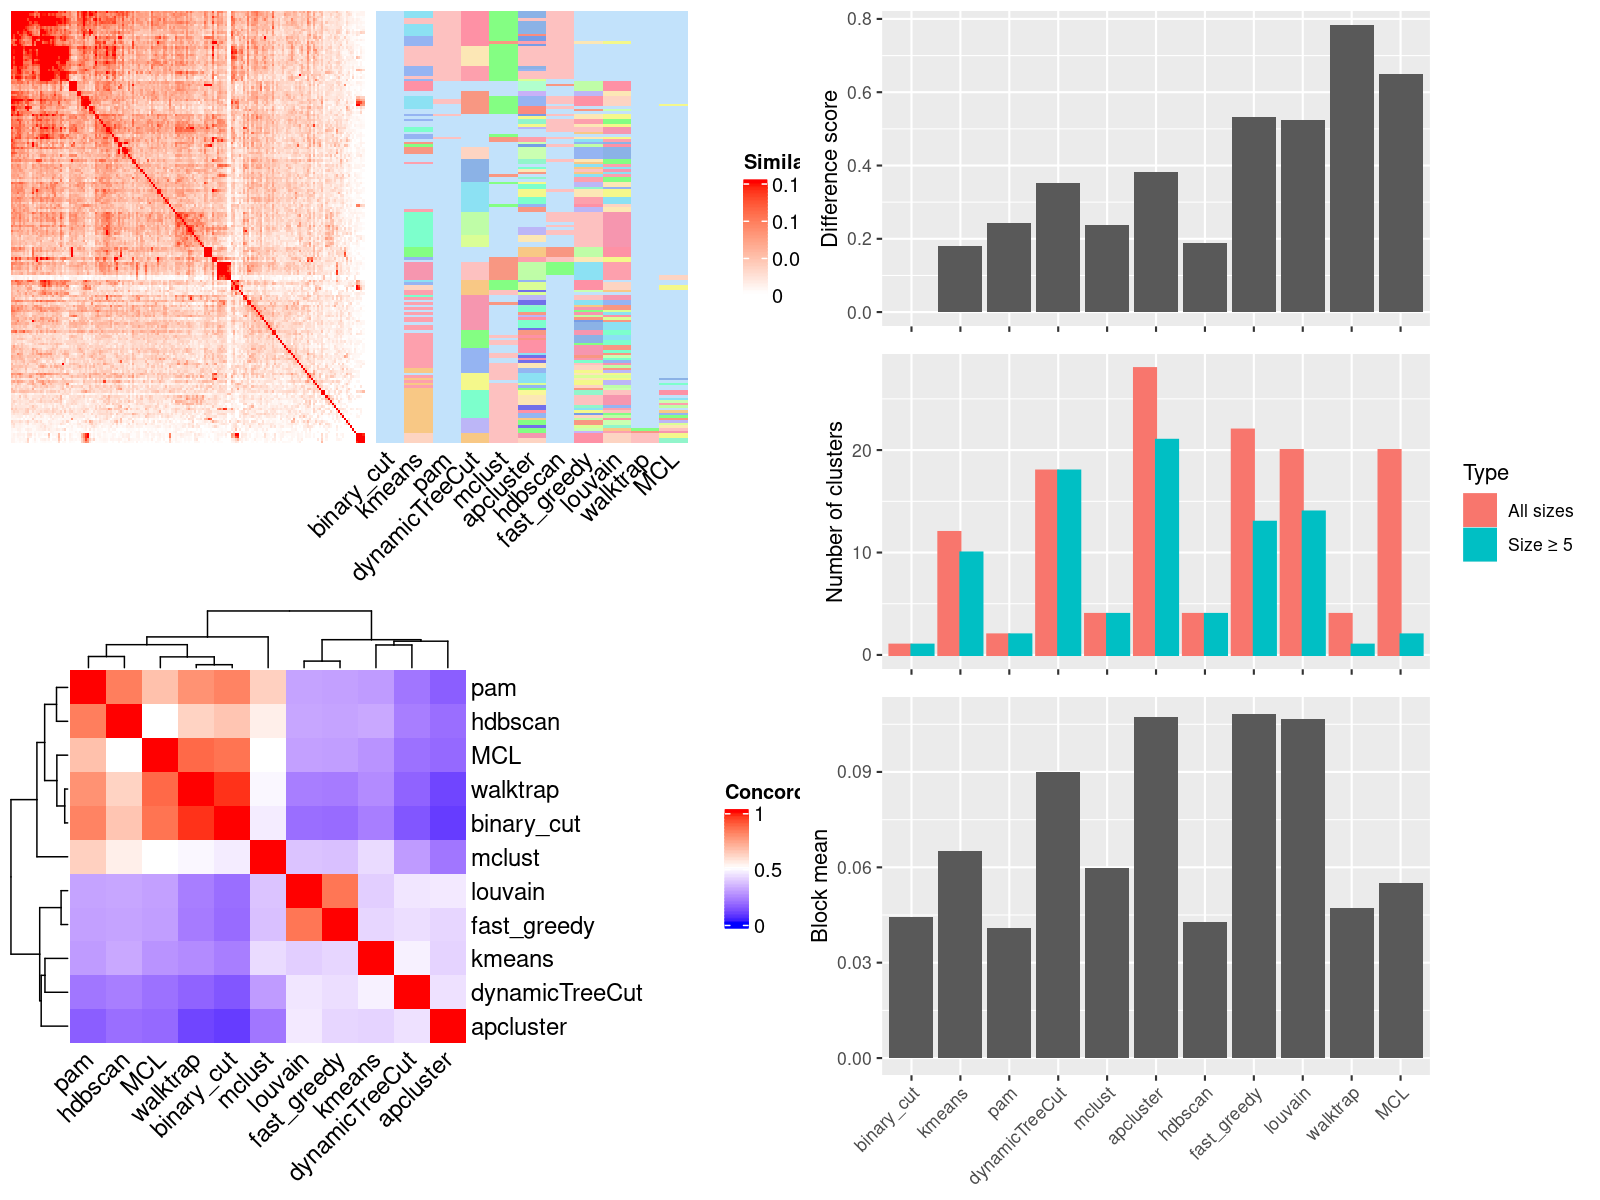 Simila
0.1
0.1
0.0
0
binary_cut
kmeans
pam
dynamicTreeCut
mclust
apcluster
hdbscan
fast_greedy
louvain
walktrap
MCL
pam
hdbscan
MCL
walktrap
binary_cut
mclust
louvain
fast_greedy
kmeans
dynamicTreeCut
apcluster
Concord
1
0.5
0
pam
hdbscan
MCL
walktrap
binary_cut
mclust
louvain
fast_greedy
kmeans
dynamicTreeCut
apcluster
Difference score
0.8
0.6
0.4
0.2
0.0
Number of clusters
20
10
0
Type
All sizes
Size ≥ 5
Block mean
0.09
0.06
0.03
0.00
binary_cut
kmeans
pam
dynamicTreeCut
mclust
apcluster
hdbscan
fast_greedy
louvain
walktrap
MCL